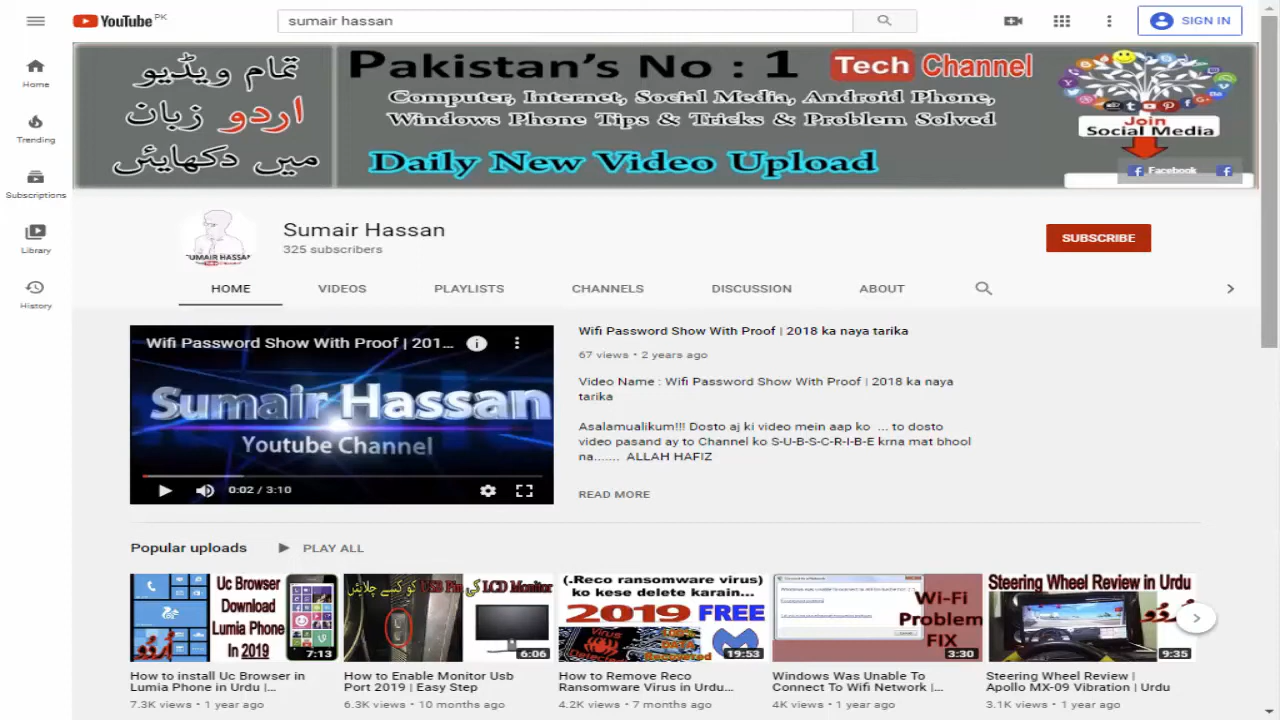 YouTube PK
sumair hassan
SIGN IN
Home
Trending
Subscriptions
Library
History
تمام ویڈیو
اردو زبان
میں دکھایئں
Pakistan's No : 1 Tech Channel
Computer, Internet, Social Media, Android Phone,
Windows Phone Tips & Tricks & Problem Solved
Daily New Video Upload
Join
Social Media
Facebook
SUMAIR HASSAN
Sumair Hassan
325 subscribers
SUBSCRIBE
HOME
VIDEOS
PLAYLISTS
CHANNELS
DISCUSSION
ABOUT
Wifi Password Show With Proof | 201...
Sumair Hassan
Youtube Channel
0:02 / 3:10
Wifi Password Show With Proof | 2018 ka naya tarika
67 views • 2 years ago
Video Name : Wifi Password Show With Proof | 2018 ka naya
tarika
Asalamualikum!!! Dosto aj ki video mein aap ko ... to dosto
video pasand ay to Channel ko S-U-B-S-C-R-I-B-E krna mat bhool
na....... ALLAH HAFIZ
READ MORE
Popular uploads
PLAY ALL
Uc Browser
Download
Lumia Phone
In 2019
7:13
How to install Uc Browser in
Lumia Phone in Urdu |...
7.3K views • 1 year ago
LCD Monitor کی USB Pin کو کیسے چلائیں
6:06
How to Enable Monitor Usb
Port 2019 | Easy Step
6.3K views • 10 months ago
(.Reco ransomware virus)
ko kese delete karain...
2019 FREE
Virus
19:53
How to Remove Reco
Ransomware Virus in Urdu...
4.2K views • 7 months ago
Wi-Fi
Problem
FIX
3:30
Windows Was Unable To
Connect To Wifi Network |...
4K views • 1 year ago
Steering Wheel Review in Urdu
9:35
Steering Wheel Review |
Apollo MX-09 Vibration | Urdu
3.1K views • 1 year ago